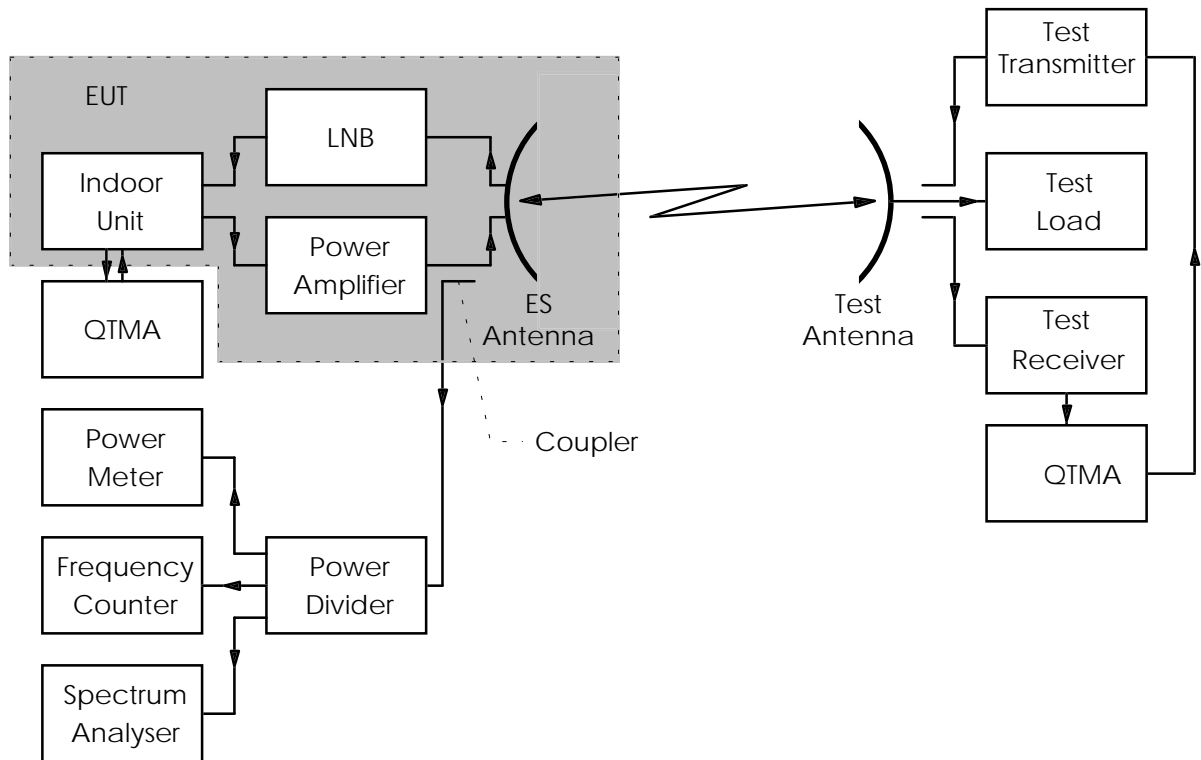 EUT
LNB
Indoor
Unit
Power
Amplifier
QTMA
ES
Antenna
Coupler
Power
Meter
Frequency
Counter
Power
Divider
Spectrum
Analyser
Test
Antenna
Test
Transmitter
Test
Load
Test
Receiver
QTMA